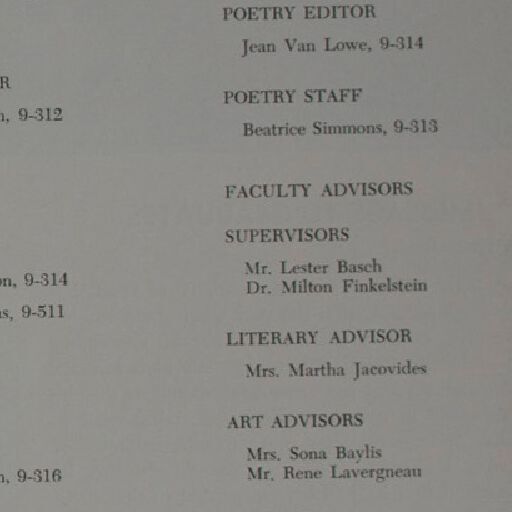 R
9-312
9-314
9-511
9-316
POETRY EDITOR
Jean Van Lowe, 9-314
POETRY STAFF
Beatrice Simmons, 9-313
FACULTY ADVISORS
SUPERVISORS
Mr. Lester Basch
Dr. Milton Finkelstein
LITERARY ADVISOR
Mrs. Martha Jacovides
ART ADVISORS
Mrs. Sona Baylis
Mr. Rene Lavergneau